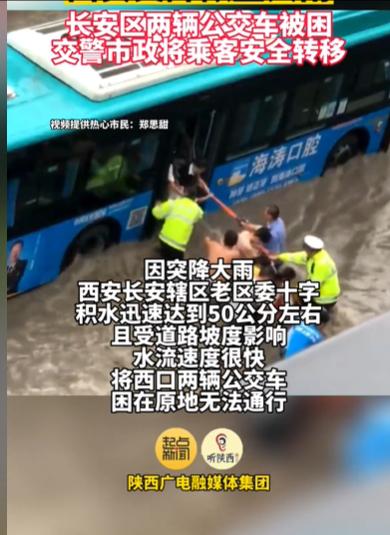 长安区两辆公交车被困
交警市政将乘客安全转移
视频提供热心市民：郑思甜
海涛口腔
因突降大雨
西安长安辖区老区委十字
积水迅速达到50公分左右
且受道路坡度影响
水流速度很快
将西口两辆公交车
困在原地无法通行
起点
新闻
听陕西
陕西广电融媒体集团